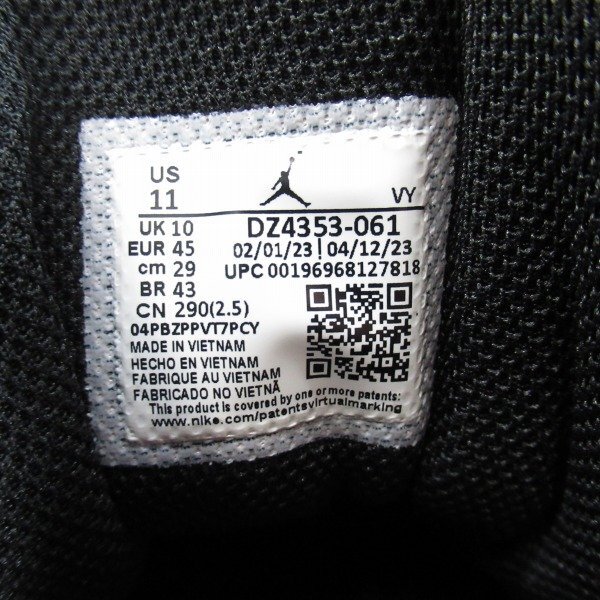 US
11
VY
UK 10
DZ4353-061
EUR 45
02/01/23 | 04/12/23
cm 29
UPC 00196968127818
BR 43
CN 290(2.5)
04PBZPPVT7PCY
MADE IN VIETNAM
HECHO EN VIETNAM
FABRIQUE AU VIETNAM
FABRICADO NO VIETNÃ
This product is covered by one or more patents:
www.nike.com/patentsvirtualmarking